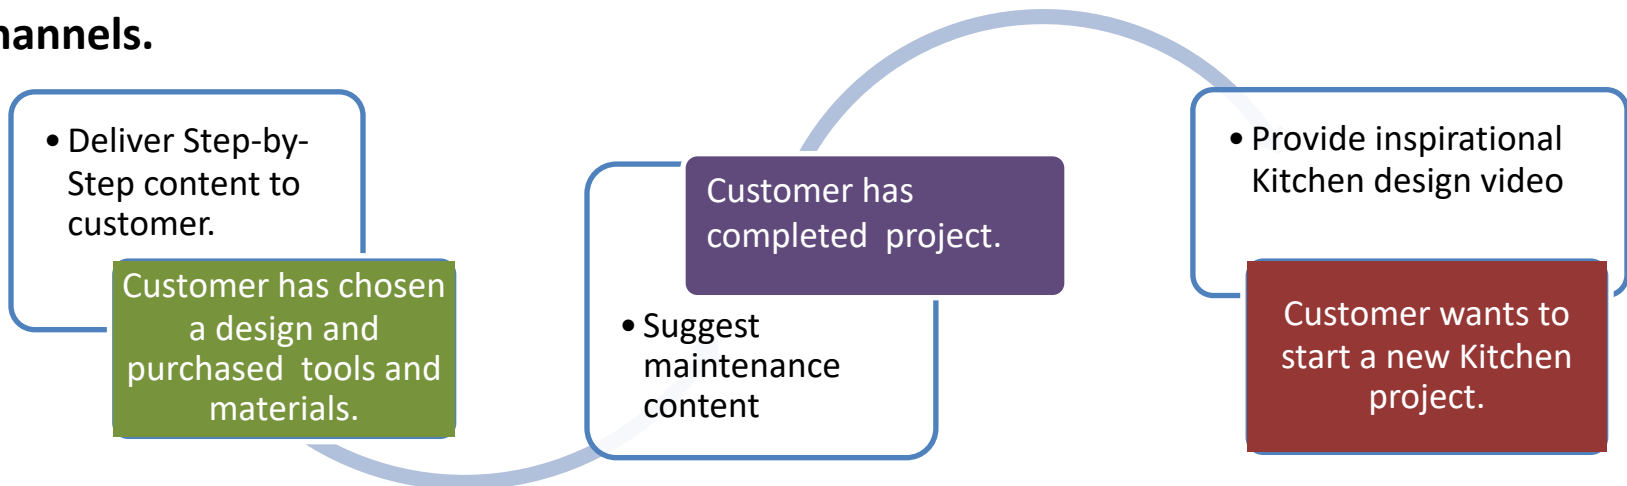 hannels.
• Deliver Step-by-
Step content to
customer.
Customer has chosen
a design and
purchased tools and
materials.
Customer has
completed project.
• Suggest
maintenance
content
• Provide inspirational
Kitchen design video
Customer wants to
start a new Kitchen
project.